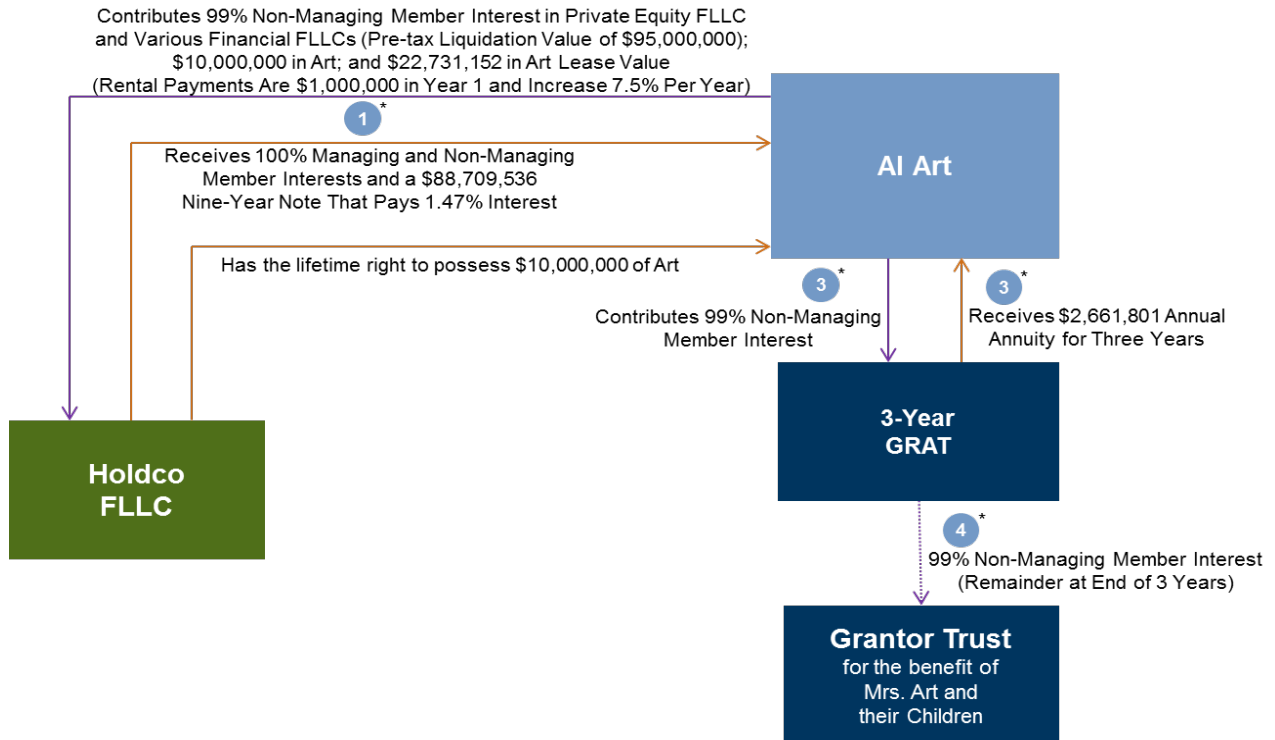 Contributes 99% Non-Managing Member Interest in Private Equity FLLC
and Various Financial FLLCs (Pre-tax Liquidation Value of $95,000,000);
$10,000,000 in Art; and $22,731,152 in Art Lease Value
(Rental Payments Are $1,000,000 in Year 1 and Increase 7.5% Per Year)
1*
Receives 100% Managing and Non-Managing
Member Interests and a $88,709,536
Nine-Year Note That Pays 1.47% Interest
Al Art
Has the lifetime right to possess $10,000,000 of Art
3*
Contributes 99% Non-Managing
Member Interest
3*
Receives $2,661,801 Annual
Annuity for Three Years
3-Year
GRAT
Holdco
FLLC
4*
99% Non-Managing Member Interest
(Remainder at End of 3 Years)
Grantor Trust
for the benefit of
Mrs. Art and
their Children